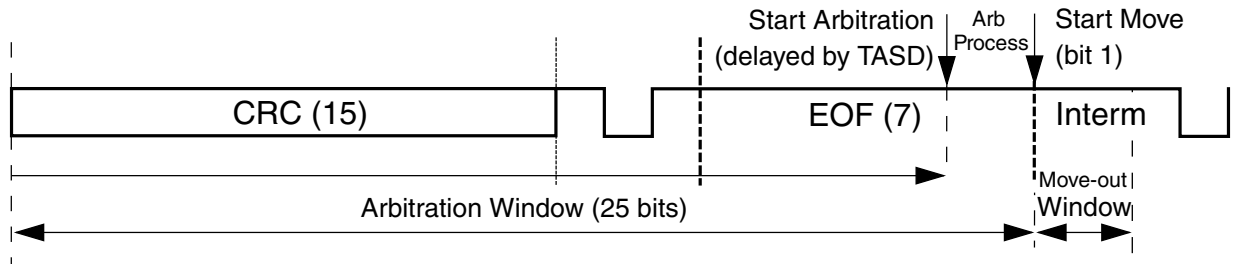 Start Arbitration
(delayed by TASD)
Arb
Process
Start Move
(bit 1)
CRC (15)
EOF (7)
Interm
Move-out
Window
Arbitration Window (25 bits)